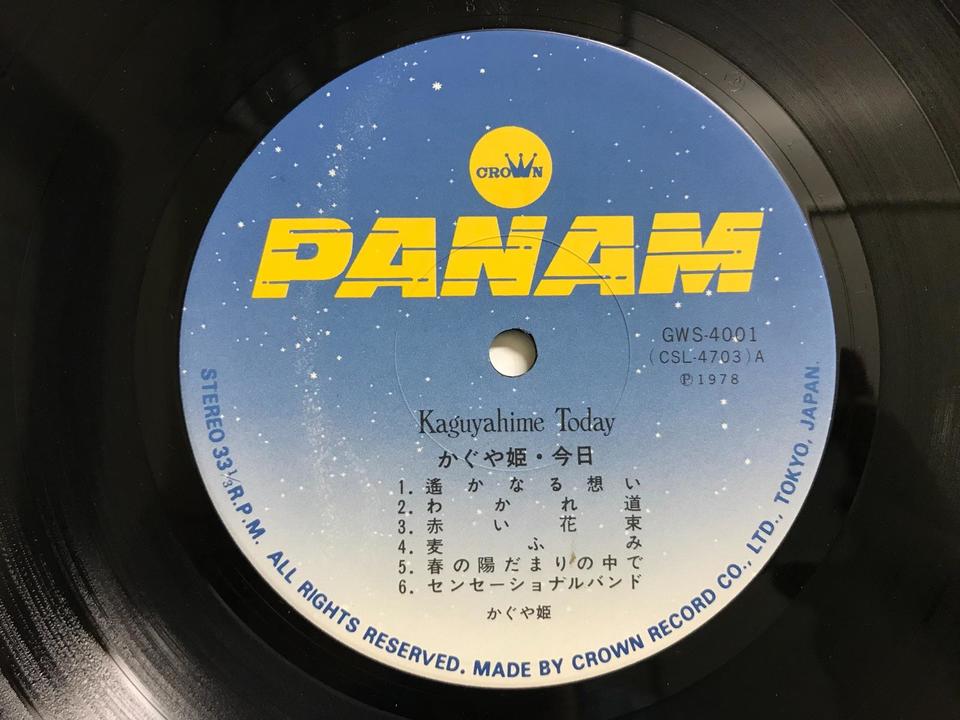 CROWN
PANAM
GWS-4001
(CSL-4703)A
Ⓟ1978
Kaguyahime Today
かぐや姫・今日
1. 遙かなる想い
2. わかれ道
3. 赤い花束
4. 麦ふみ
5. 春の陽だまりの中で
6. センセーショナルバンド
かぐや姫
STEREO 33⅓ R.P.M. ALL RIGHTS RESERVED. MADE BY CROWN RECORD CO., LTD., TOKYO, JAPAN.